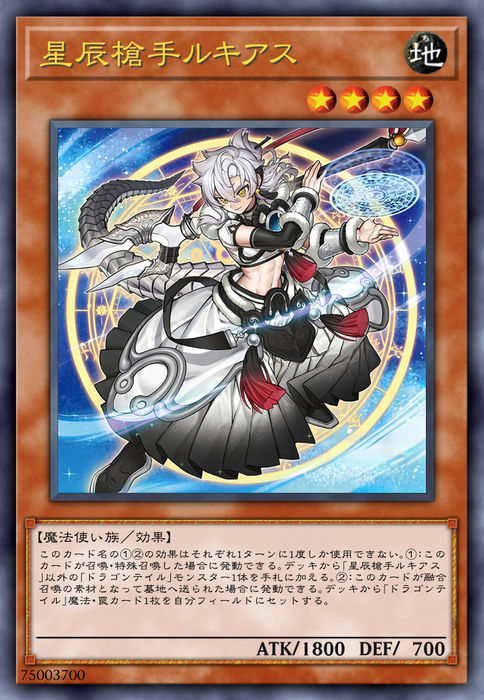 星辰槍手ルキアス
ち
地
【魔法使い族／効果】
このカード名の①②の効果はそれぞれ1ターンに1度しか使用できない。①：この
カードが召喚・特殊召喚した場合に発動できる。デッキから「星辰槍手ルキアス
」以外の「ドラゴンテイル」モンスター1体を手札に加える。②：このカードが融合
召喚の素材となって墓地へ送られた場合に発動できる。デッキから「ドラゴンテ
イル」魔法・罠カード1枚を自分フィールドにセットする。
ATK/1800 DEF/ 700
75003700